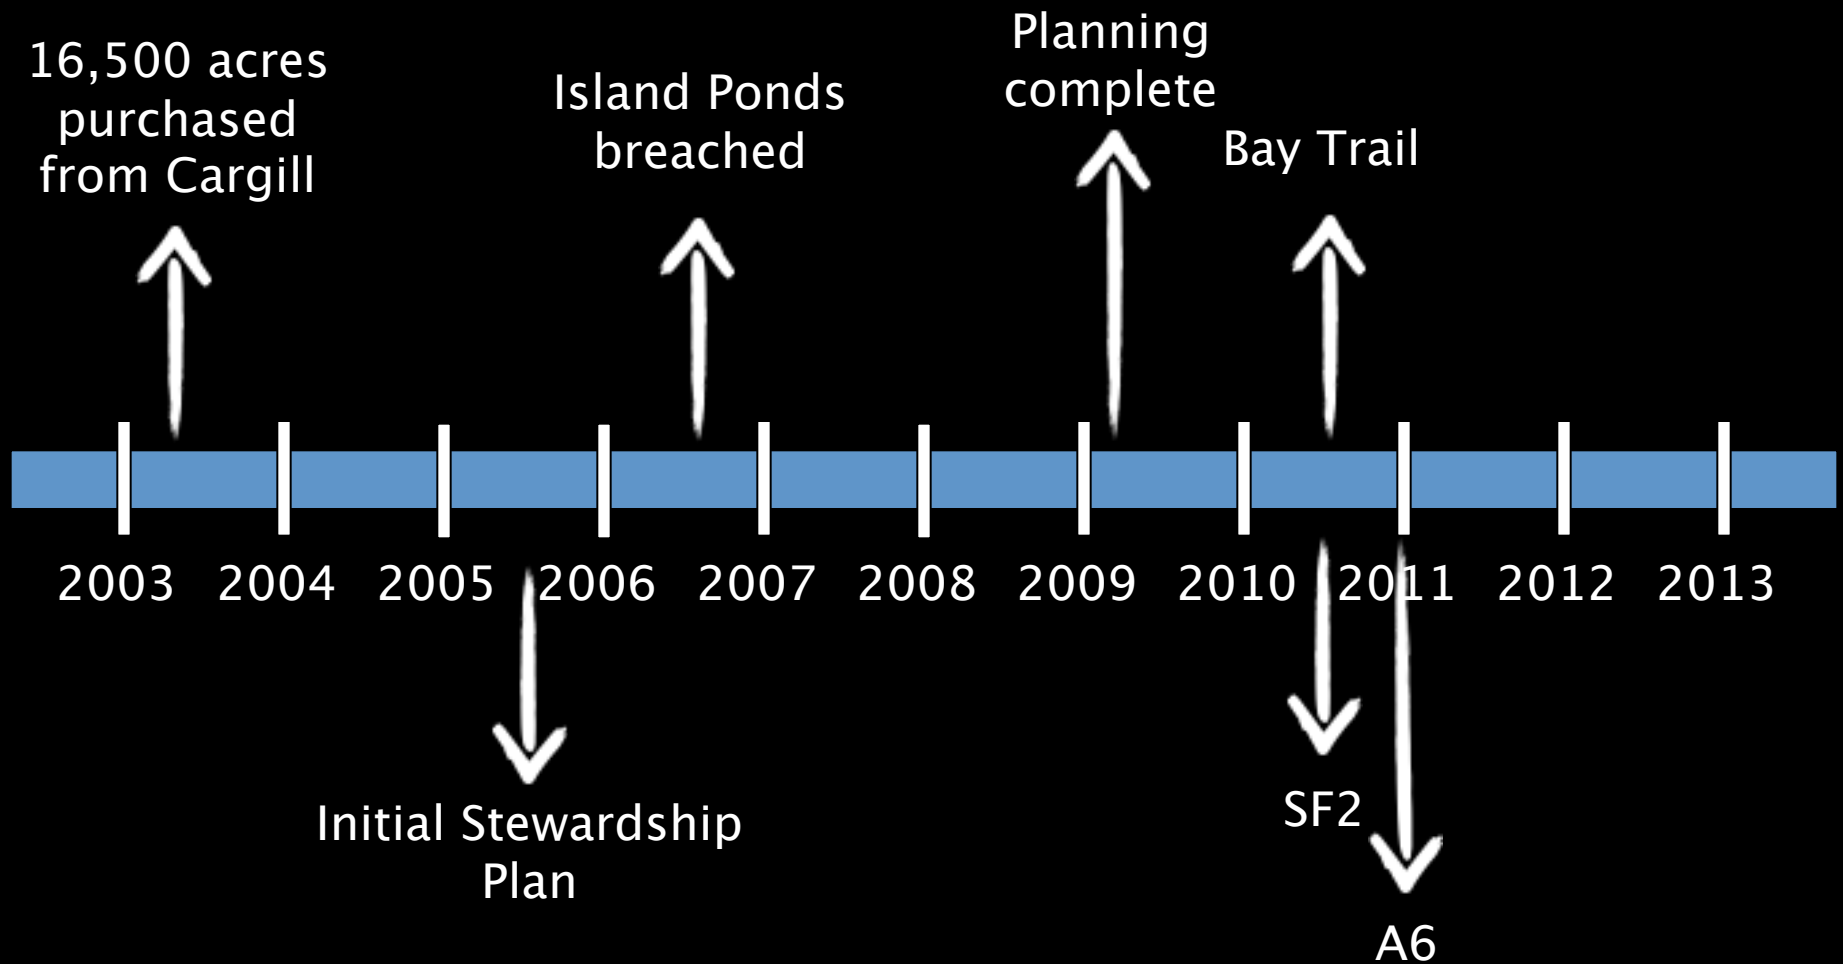 16,500 acres
purchased
from Cargill
Island Ponds
breached
Planning
complete
Bay Trail
2003 2004 2005 2006 2007 2008 2009 2010 2011 2012 2013
Initial Stewardship
Plan
SF2
A6